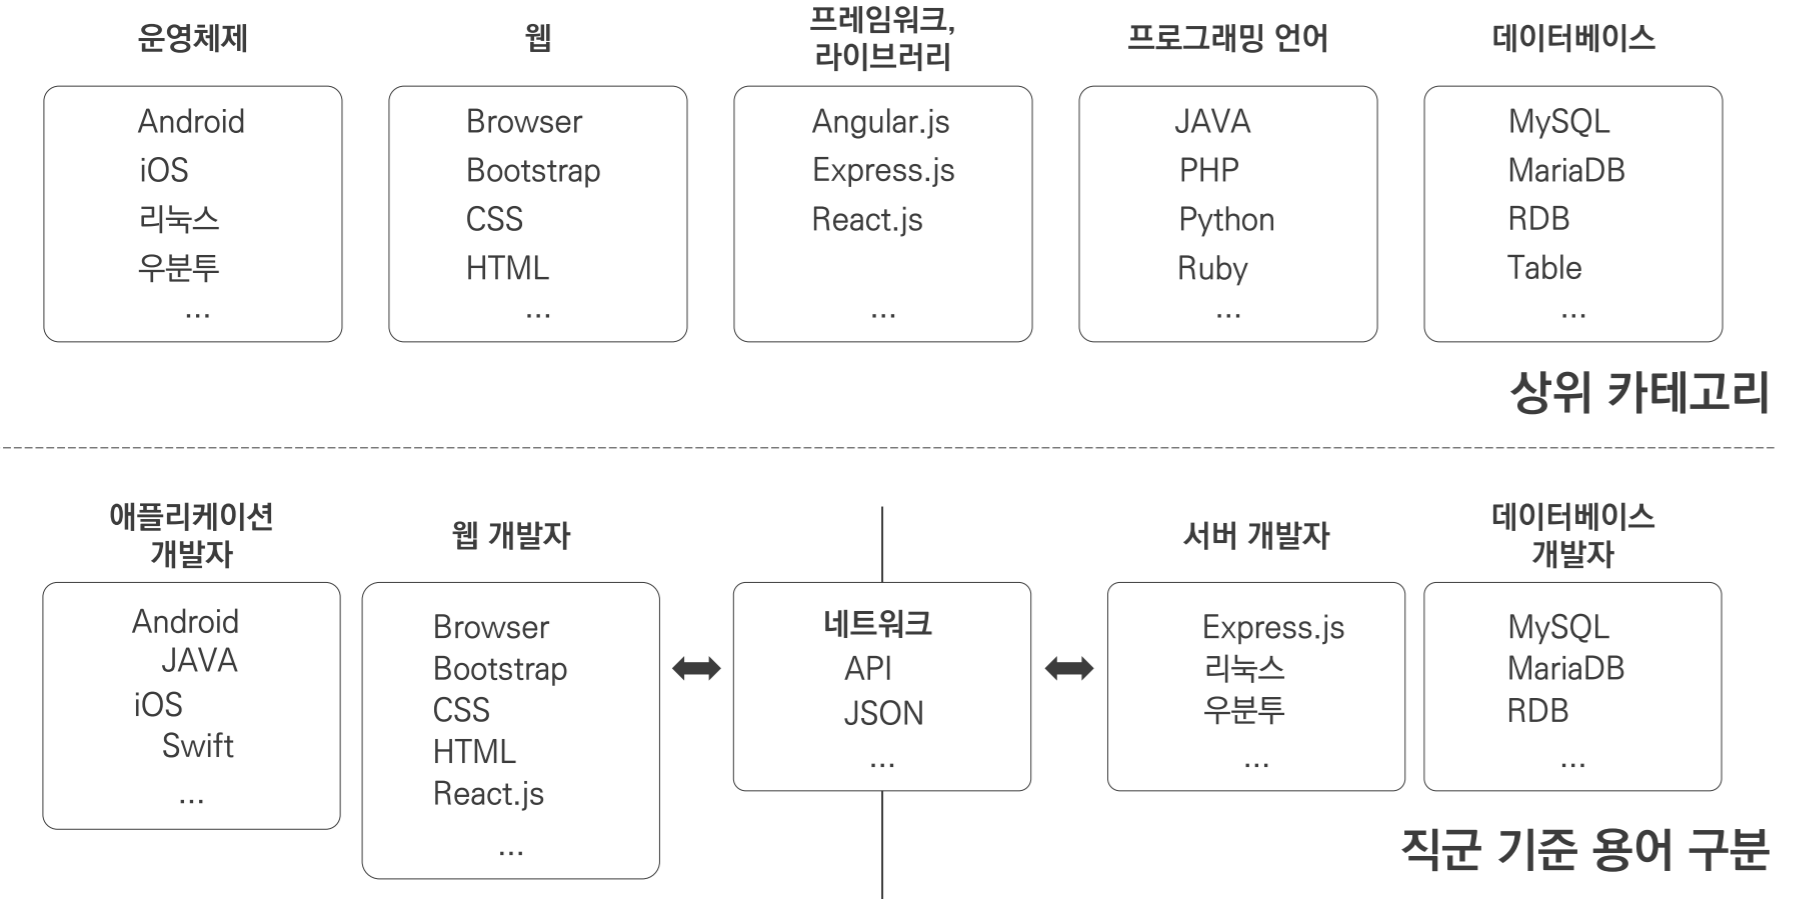 운영체제
Android
iOS
리눅스
우분투
...
웹
Browser
Bootstrap
CSS
HTML
...
프레임워크,
라이브러리
Angular.js
Express.js
React.js
...
프로그래밍 언어
JAVA
PHP
Python
Ruby
...
데이터베이스
MySQL
MariaDB
RDB
Table
...
상위 카테고리
애플리케이션
개발자
Android
JAVA
iOS
Swift
...
웹 개발자
Browser
Bootstrap
CSS
HTML
React.js
...
네트워크
API
JSON
...
서버 개발자
Express.js
리눅스
우분투
...
데이터베이스
개발자
MySQL
MariaDB
RDB
...
직군 기준 용어 구분